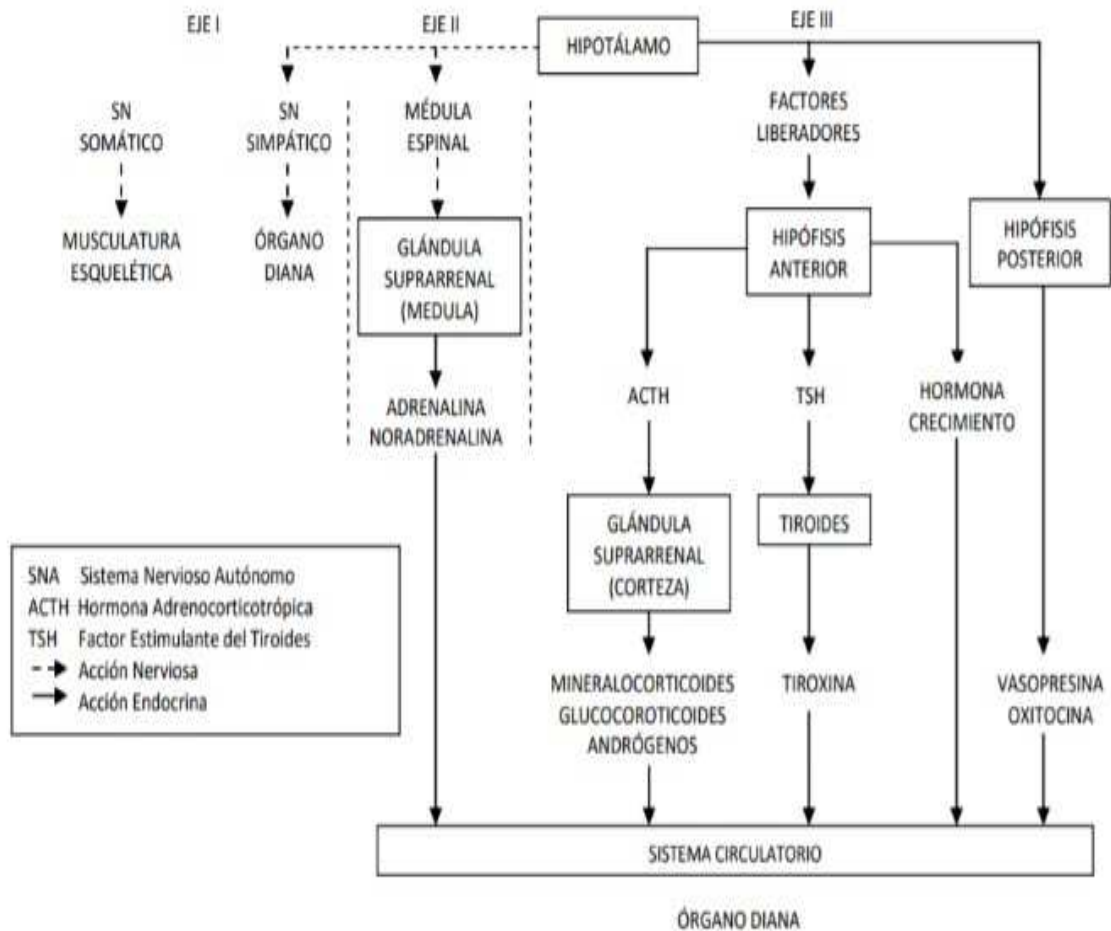 EJE I
EJE II
EJE III
HIPOTÁLAMO
SN
SOMÁTICO
SN
SIMPÁTICO
MÉDULA
ESPINAL
FACTORES
LIBERADORES
MUSCULATURA
ESQUELÉTICA
ÓRGANO
DIANA
GLÁNDULA
SUPRARRENAL
(MEDULA)
HIPÓFISIS
ANTERIOR
HIPÓFISIS
POSTERIOR
ADRENALINA
NORADRENALINA
ACTH
TSH
HORMONA
CRECIMIENTO
GLÁNDULA
SUPRARRENAL
(CORTEZA)
TIROIDES
SNA Sistema Nervioso Autónomo
ACTH Hormona Adrenocorticotrópica
TSH Factor Estimulante del Tiroides
Acción Nerviosa
Acción Endocrina
MINERALOCORTICOIDES
GLUCOCOROTICOIDES
ANDRÓGENOS
TIROXINA
VASOPRESINA
OXITOCINA
SISTEMA CIRCULATORIO
ÓRGANO DIANA